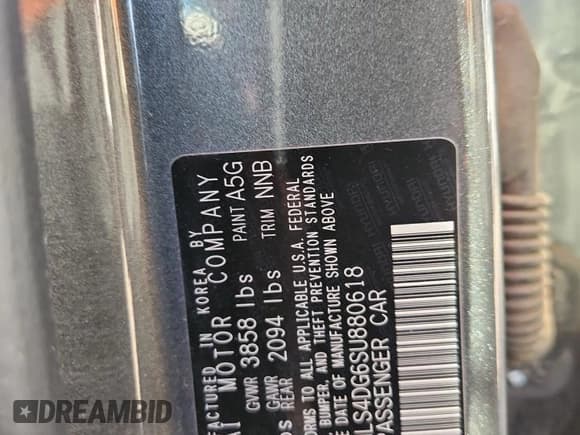 FACTURED IN KOREA BY
AI MOTOR COMPANY
GVWR 3858 lbs PAINT A5G
GAWR REAR 2094 lbs TRIM NNB
ORMS TO ALL APPLICABLE U.S.A. FEDERAL
BUMPER, AND THEFT PREVENTION STANDARDS
DATE OF MANUFACTURE SHOWN ABOVE
LS4DG6SU880618
PASSENGER CAR
DREAMBID